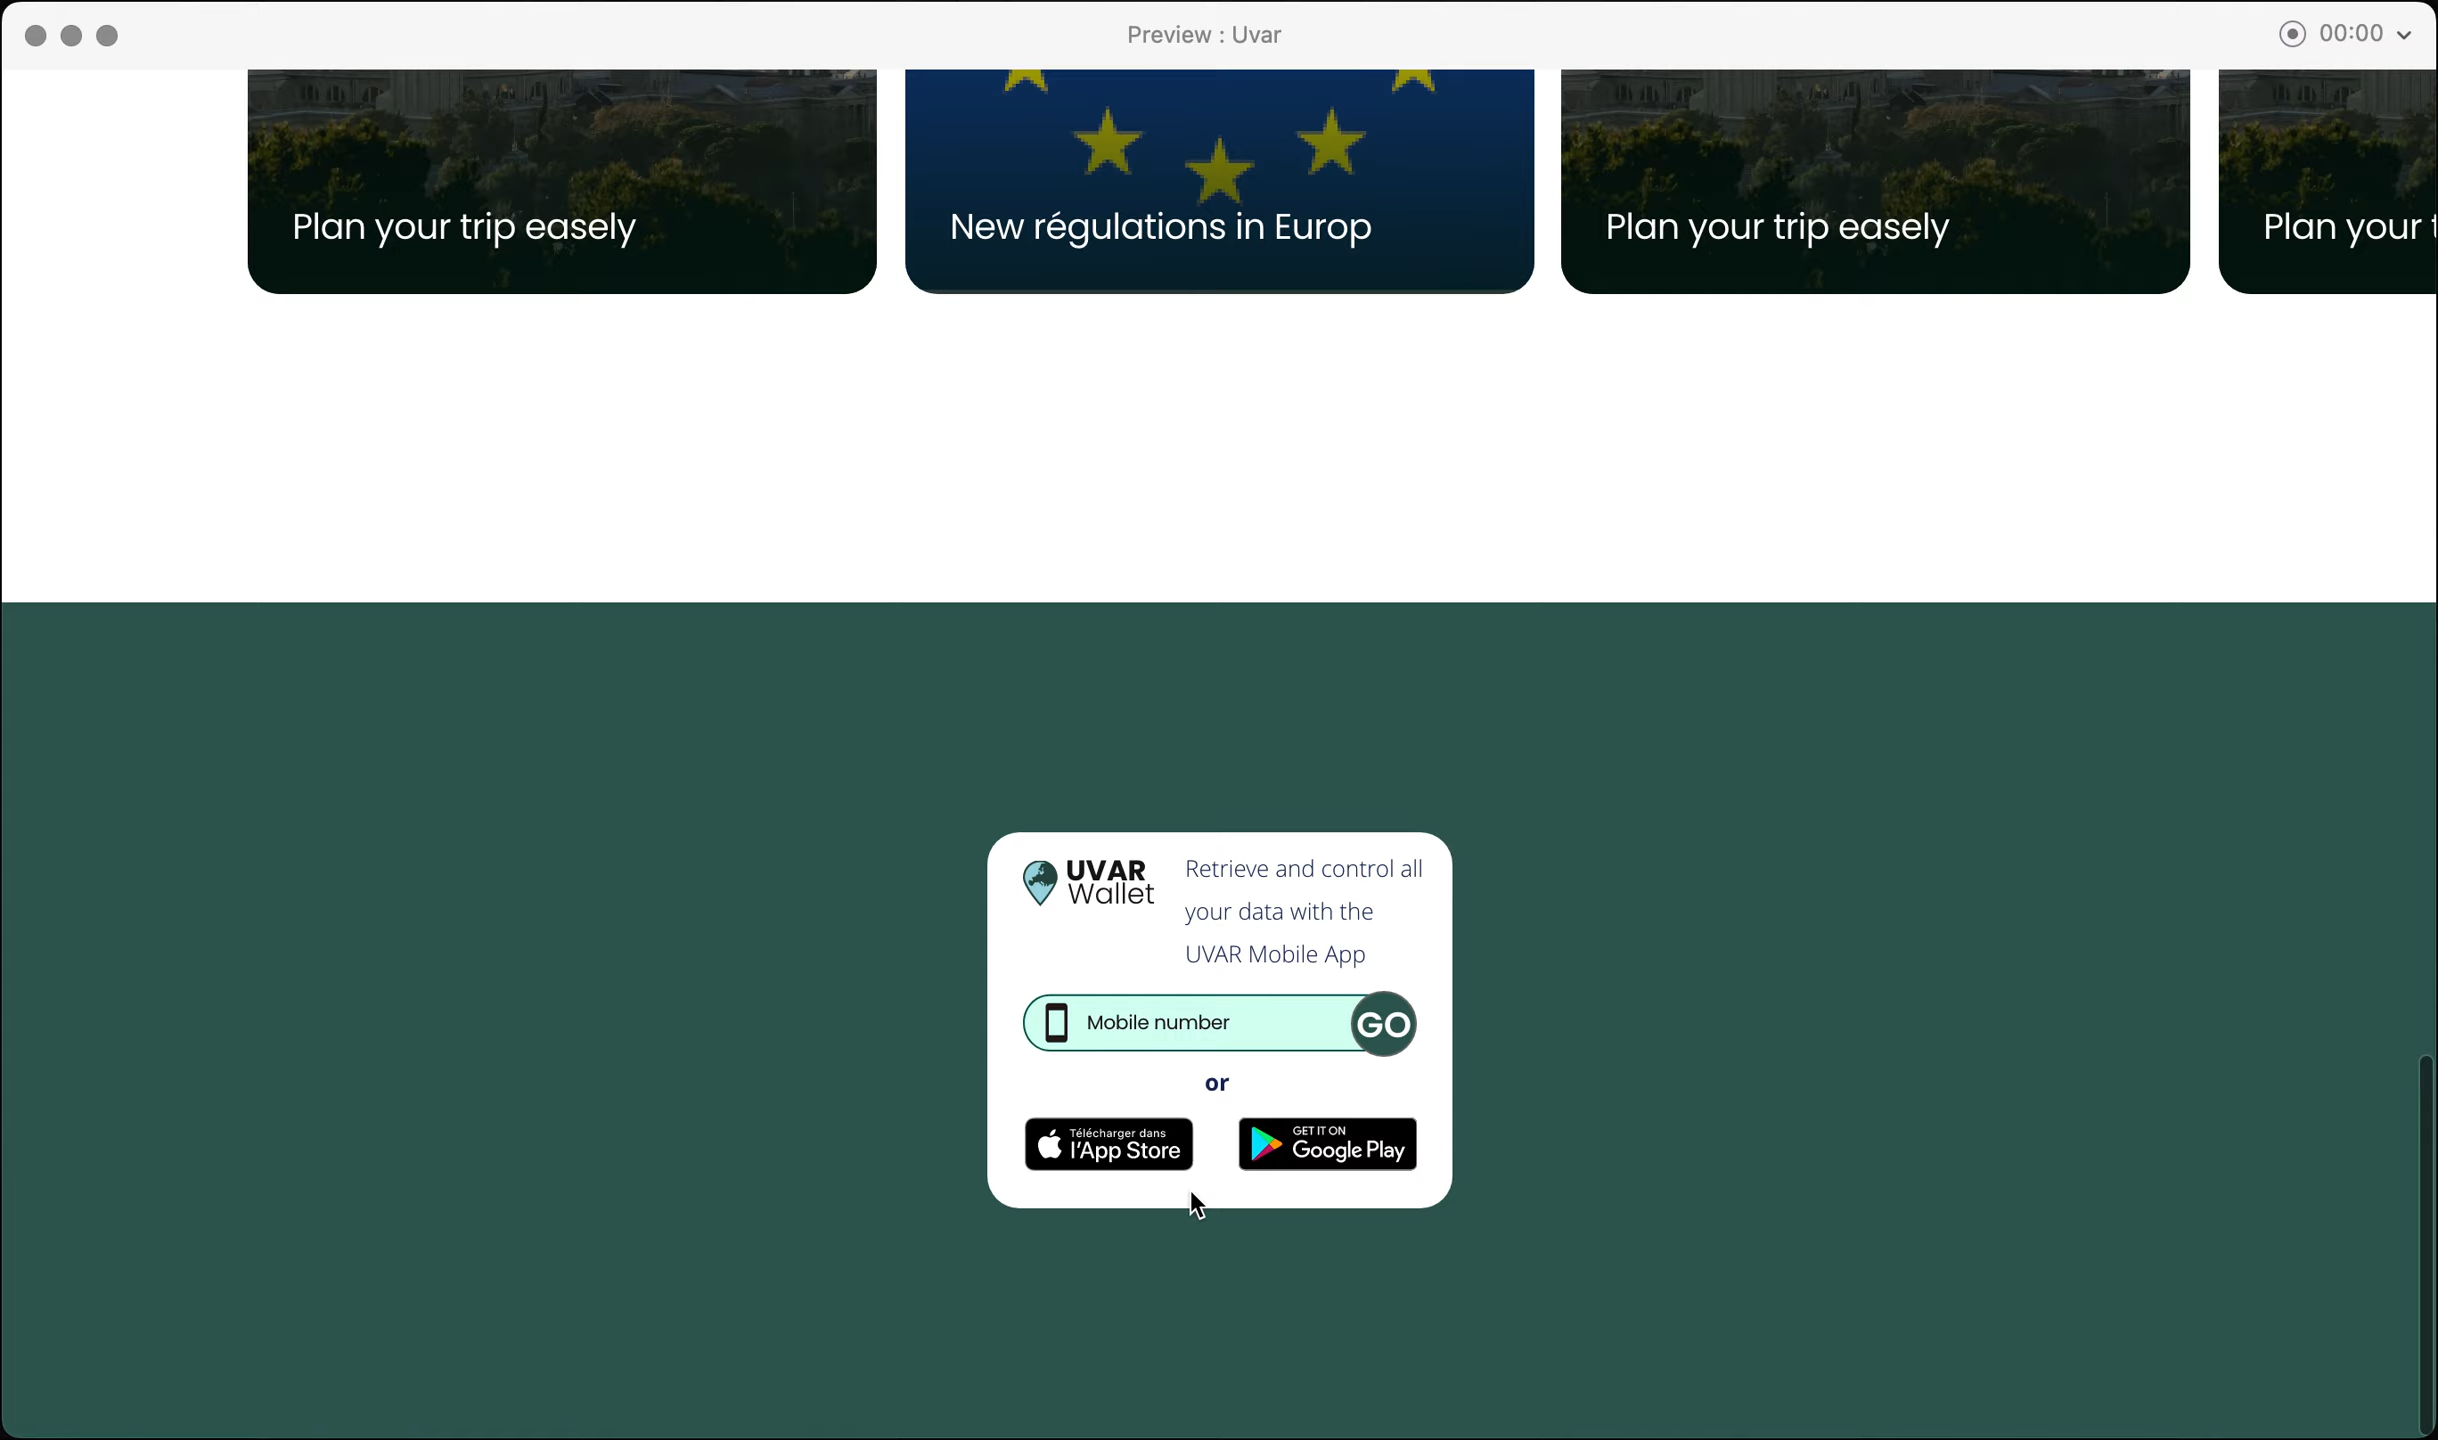 Preview : Uvar
00:00
Plan your trip easely
New régulations in Europ
Plan your trip easely
Plan your t
UVAR
Wallet
Retrieve and control all
your data with the
UVAR Mobile App
Mobile number
GO
or
Télécharger dans
l'App Store
GET IT ON
Google Play